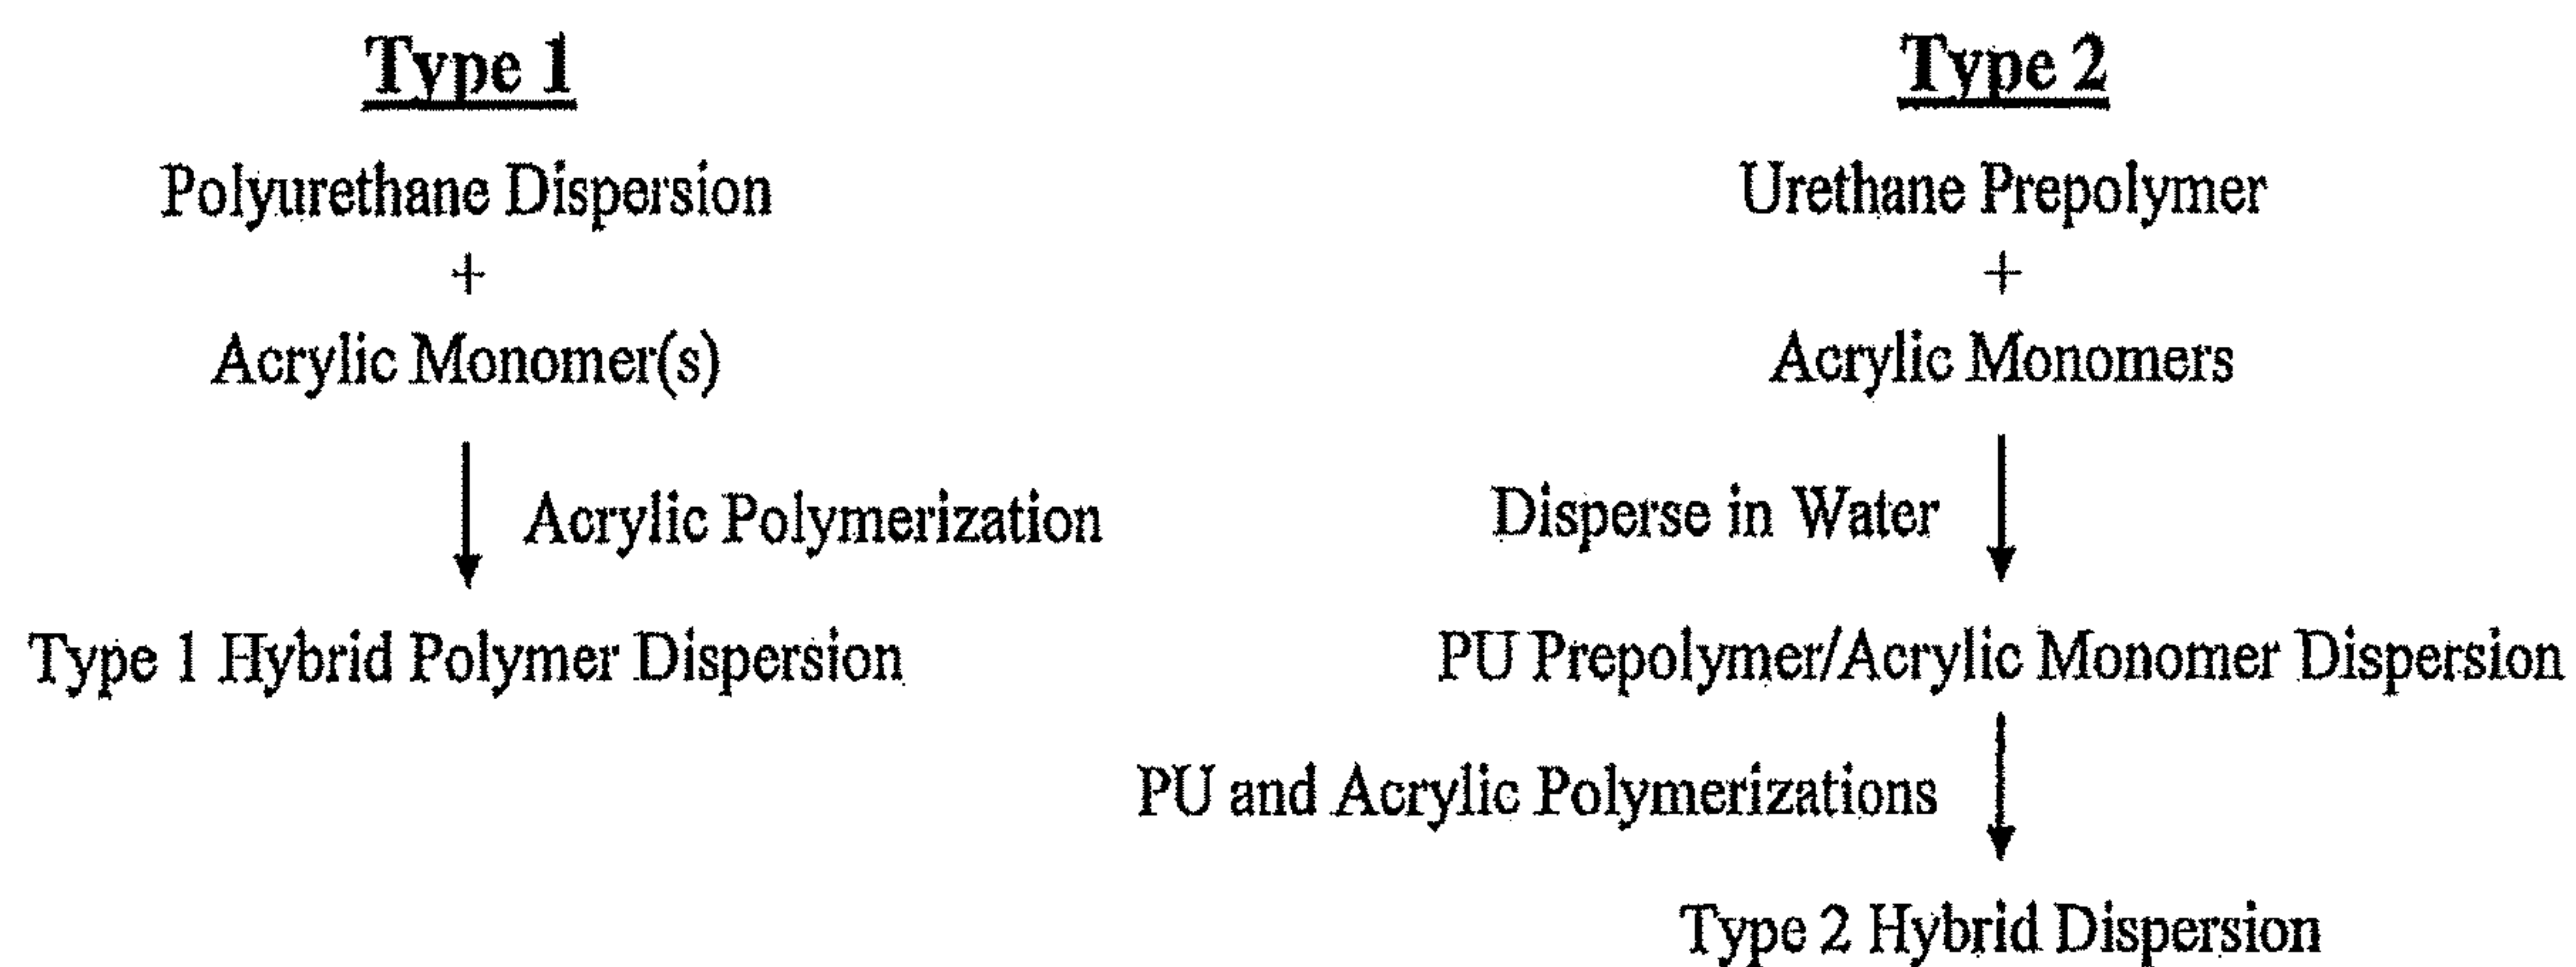 Type 1
Polyurethane Dispersion
+
Acrylic Monomer(s)
Acrylic Polymerization
Type 1 Hybrid Polymer Dispersion
Type 2
Urethane Prepolymer
+
Acrylic Monomers
Disperse in Water
PU Prepolymer/Acrylic Monomer Dispersion
PU and Acrylic Polymerizations
Type 2 Hybrid Dispersion